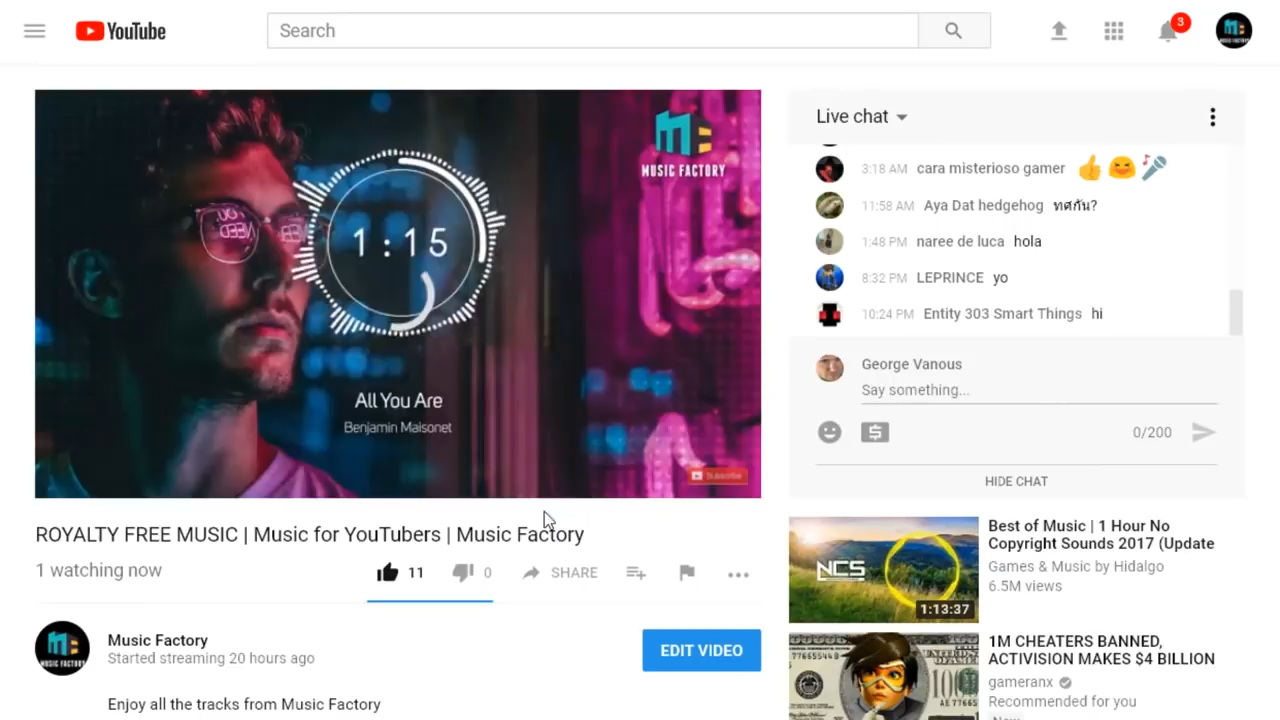 YouTube
Search
3
MUSIC FACTORY
1:15
All You Are
Benjamin Maisonet
Subscribe
ROYALTY FREE MUSIC | Music for YouTubers | Music Factory
1 watching now
11
0
SHARE
MUSIC FACTORY
Music Factory
Started streaming 20 hours ago
EDIT VIDEO
Enjoy all the tracks from Music Factory
Live chat
3:18 AM cara misterioso gamer 👍😆🎤
11:58 AM Aya Dat hedgehog ทศกัน?
1:48 PM naree de luca hola
8:32 PM LEPRINCE yo
10:24 PM Entity 303 Smart Things hi
George Vanous
Say something...
0/200
HIDE CHAT
NCS
1:13:37
Best of Music | 1 Hour No
Copyright Sounds 2017 (Update
Games & Music by Hidalgo
6.5M views
1M CHEATERS BANNED,
ACTIVISION MAKES $4 BILLION
gameranx
Recommended for you